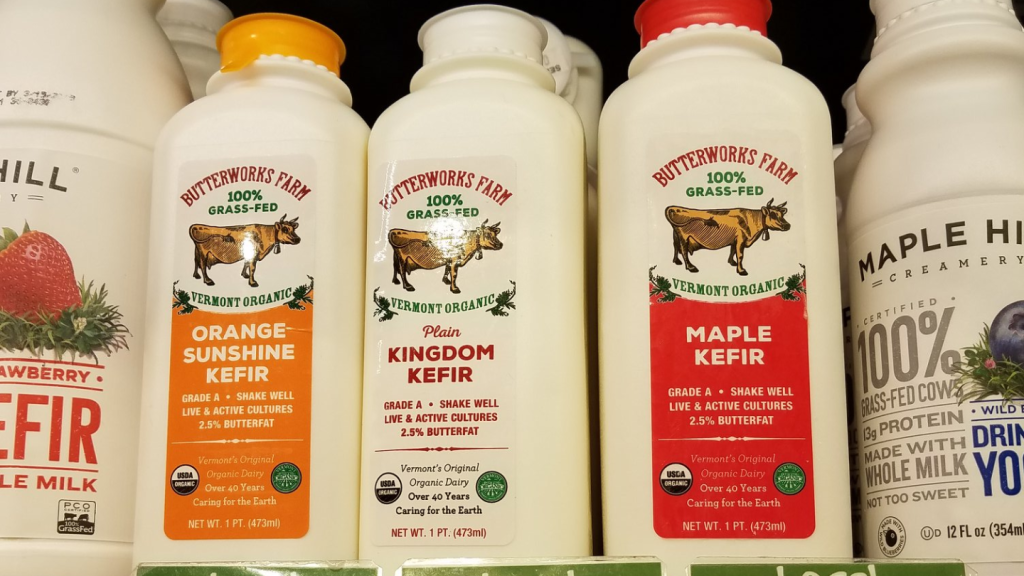 HILL
AWBERRY
EFIR
LE MILK
PCO
100%
GrassFed
BUTTERWORKS FARM
100%
GRASS-FED
VERMONT ORGANIC
ORANGE
SUNSHINE
KEFIR
GRADE A • SHAKE WELL
LIVE & ACTIVE CULTURES
2.5% BUTTERFAT
USDA
ORGANIC
Vermont's Original
Organic Dairy
Over 40 Years
Caring for the Earth
NET WT. 1 PT. (473ml)
BUTTERWORKS FARM
100%
GRASS-FED
VERMONT ORGANIC
Plain
KINGDOM
KEFIR
GRADE A • SHAKE WELL
LIVE & ACTIVE CULTURES
2.5% BUTTERFAT
USDA
ORGANIC
Vermont's Original
Organic Dairy
Over 40 Years
Caring for the Earth
NET WT. 1 PT. (473ml)
BUTTERWORKS FARM
100%
GRASS-FED
VERMONT ORGANIC
MAPLE
KEFIR
GRADE A • SHAKE WELL
LIVE & ACTIVE CULTURES
2.5% BUTTERFAT
USDA
ORGANIC
Vermont's Original
Organic Dairy
Over 40 Years
Caring for the Earth
NET WT. 1 PT. (473ml)
MAPLE HI
CREAMERY
CERTIFIED
100%
GRASS-FED COWS
13g PROTEIN
MADE WITH
WHOLE MILK
NOT TOO SWEET
WILD B
DRIN
YO
12 FL oz (354ml